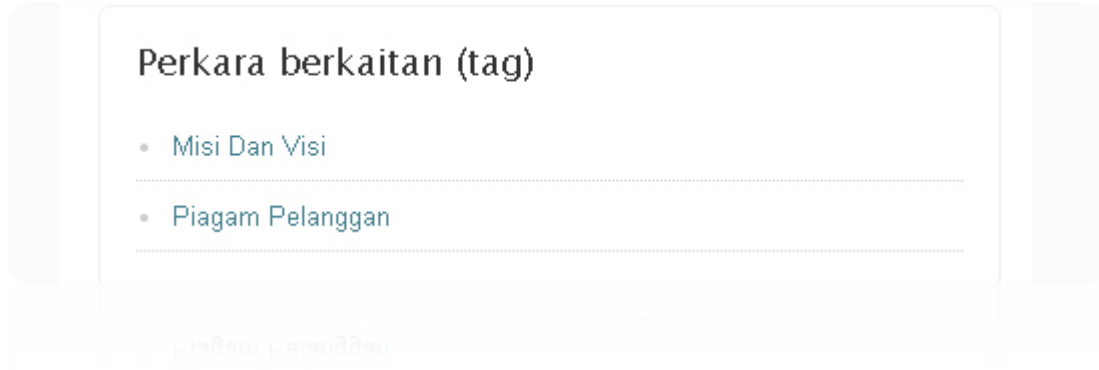 Perkara berkaitan (tag)
Misi Dan Visi
Piagam Pelanggan